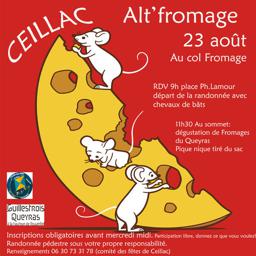 CEILLAC
Alt'fromage
23 août
Au col Fromage
RDV 9h place Ph.Lamour
départ de la randonnée avec
chevaux de bâts
11h30 Au sommet:
dégustation de Fromages
du Queyras
Pique nique tiré du sac
Guillestrois
Queyras
Inscriptions obligatoires avant mercredi midi. Participation libre, donnez ce que vous voulez!
Randonnée pédestre sous votre propre responsabilité.
Renseignements 06 30 73 31 78 (comité des fêtes de Ceillac)